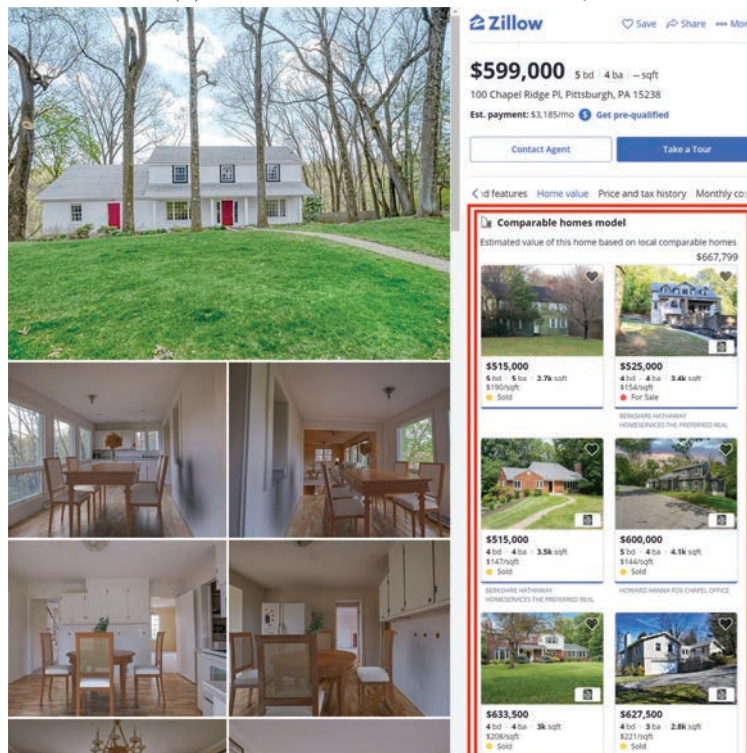 Zillow
Save Share Mor
$599,000 5 bd 4 ba -- sqft
100 Chapel Ridge Pl, Pittsburgh, PA 15238
Est. payment: $3,185/mo $ Get pre-qualified
Contact Agent Take a Tour
d features Home value Price and tax history Monthly co
Comparable homes model
Estimated value of this home based on local comparable homes
$667,799
$515,000
5 bd · 5 ba · 2.7k sqft
$190/sqft
Sold
$525,000
4 bd · 4 ba · 3.4k sqft
$154/sqft
For Sale
BERKSHIRE HATHAWAY
HOMESERVICES THE PREFERRED REAL
$515,000
4 bd · 4 ba · 3.5k sqft
$147/sqft
Sold
BERKSHIRE HATHAWAY
HOMESERVICES THE PREFERRED REAL
$600,000
5 bd · 4 ba · 4.1k sqft
$144/sqft
Sold
HOWARD HANNA FOX CHAPEL OFFICE
$633,500
4 bd · 4 ba · 3k sqft
$208/sqft
Sold
$627,500
4 bd · 3 ba · 2.8k sqft
$221/sqft
Sold